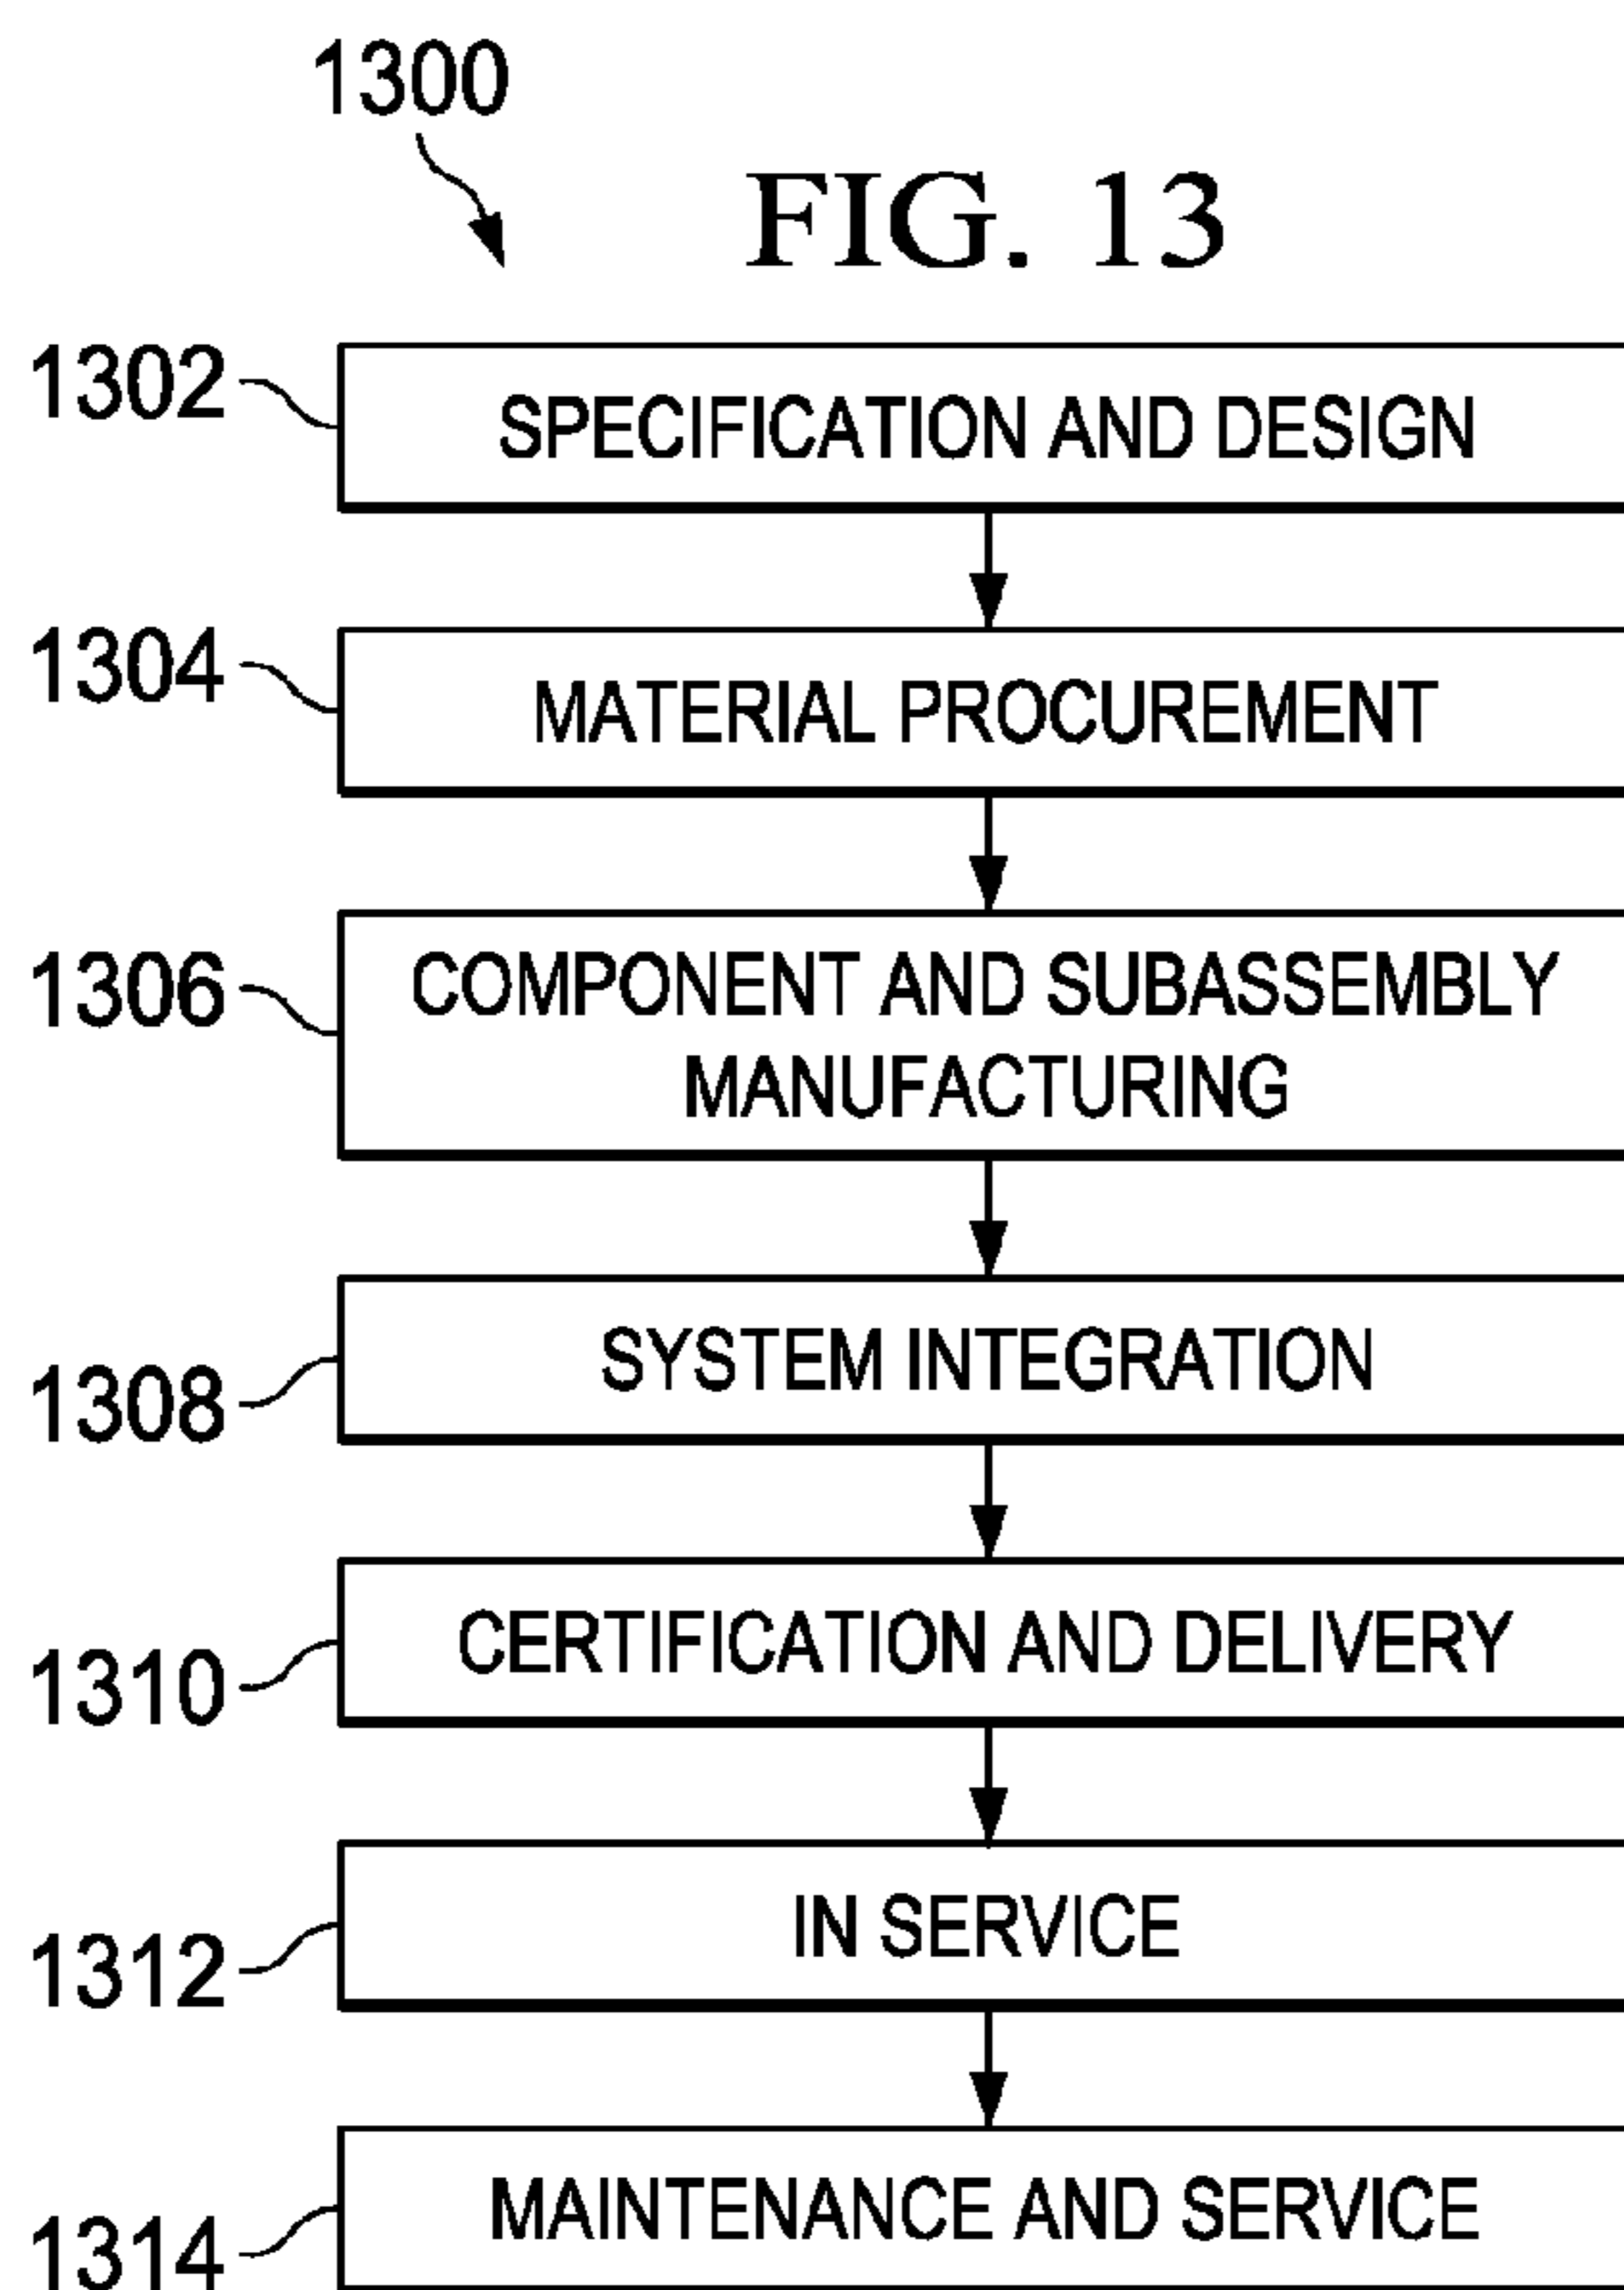 1300
FIG. 13
1302
SPECIFICATION AND DESIGN
1304
MATERIAL PROCUREMENT
1306
COMPONENT AND SUBASSEMBLY
MANUFACTURING
1308
SYSTEM INTEGRATION
1310
CERTIFICATION AND DELIVERY
1312
IN SERVICE
1314
MAINTENANCE AND SERVICE